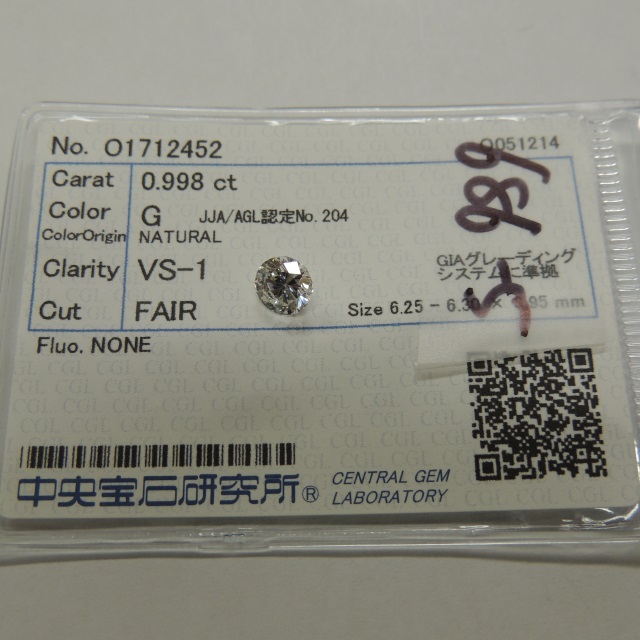 No. O1712452
O051214
Carat 0.998 ct
Color G JJA/AGL認定No.204
ColorOrigin NATURAL
Clarity VS-1
GIAグレーディング
システム 準拠
Cut FAIR
Size 6.25 - 6.30 × .95 mm
Fluo. NONE
989
中央宝石研究所®
CENTRAL GEM
LABORATORY